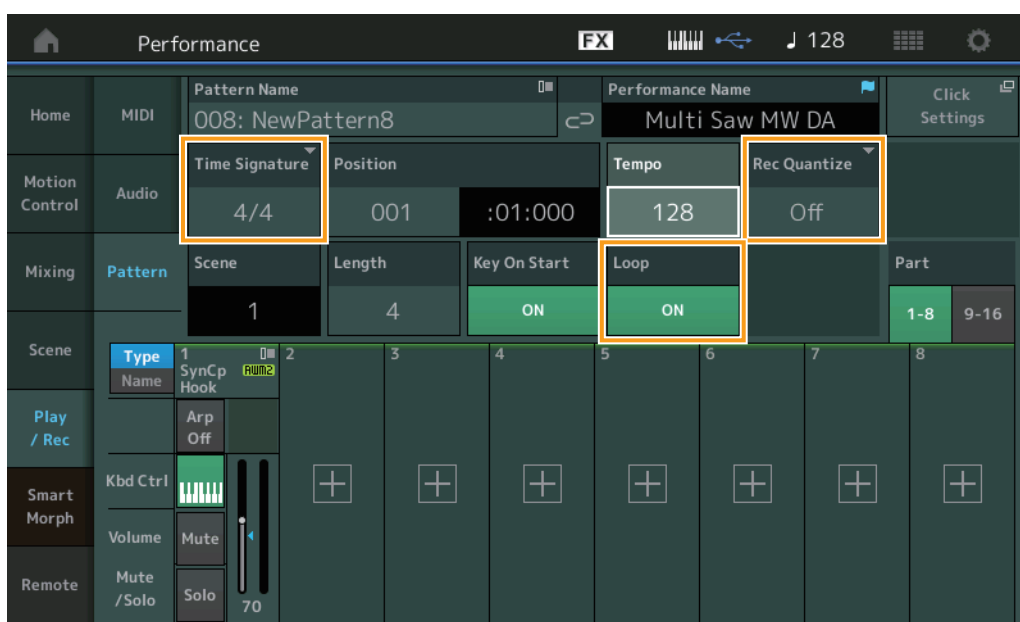 Performance
FX
128
Home
Motion
Control
Mixing
Scene
Play
/ Rec
Smart
Morph
Remote
MIDI
Audio
Pattern
Pattern Name
008: NewPattern8
Performance Name
Multi Saw MW DA
Click
Settings
Time Signature
4/4
Position
001
:01:000
Tempo
128
Rec Quantize
Off
Scene
1
Length
4
Key On Start
ON
Loop
ON
Part
1-8
9-16
Type
Name
1
SynCp
Hook
AWM2
2
3
4
5
6
7
8
Arp
Off
Kbd Ctrl
Volume
Mute
Mute
/Solo
Solo
70